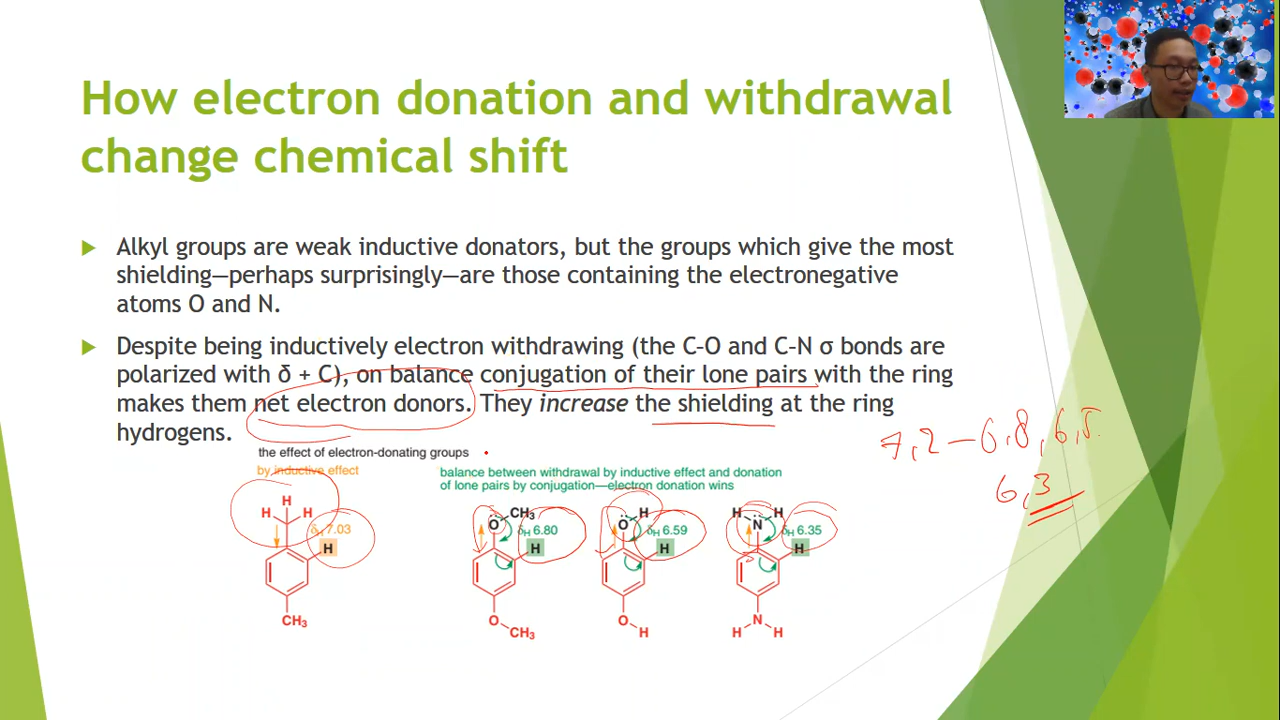 How electron donation and withdrawal
change chemical shift
Alkyl groups are weak inductive donators, but the groups which give the most
shielding—perhaps surprisingly—are those containing the electronegative
atoms O and N.
Despite being inductively electron withdrawing (the C–O and C–N σ bonds are
polarized with δ + C), on balance conjugation of their lone pairs with the ring
makes them net electron donors. They increase the shielding at the ring
hydrogens.
the effect of electron-donating groups
by inductive effect
balance between withdrawal by inductive effect and donation
of lone pairs by conjugation—electron donation wins
7,2 – 6,8, 6,5
6,3
H
H H
δH 7.03
H
CH3
O CH3
δH 6.80
H
O
CH3
O H
δH 6.59
H
O
H
H N H
δH 6.35
H
H N H